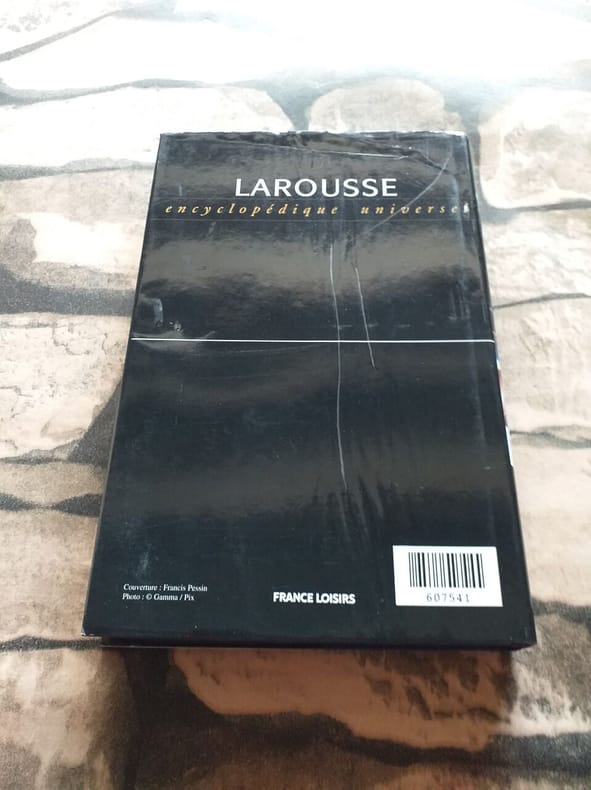 LAROUSSE
encyclopédique universel
Couverture : Francis Pessin
Photo : © Gamma / Pix
FRANCE LOISIRS
607541